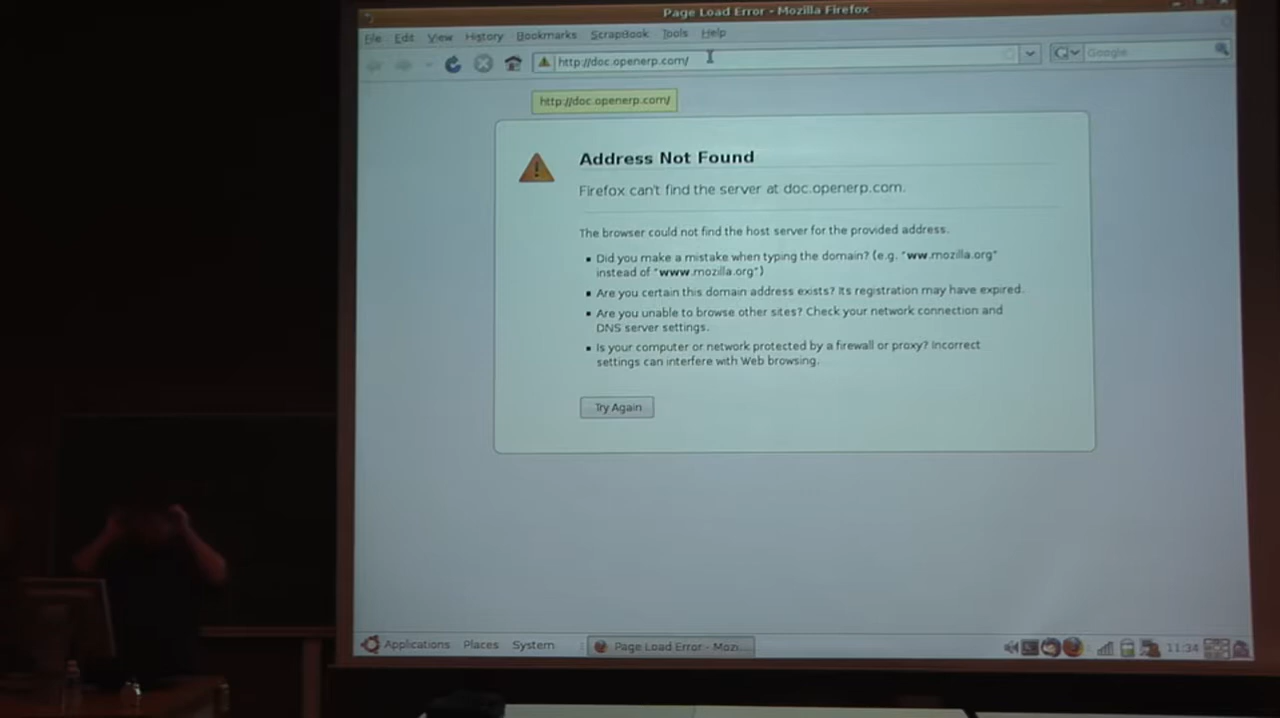 Page Load Error - Mozilla Firefox
File Edit View History Bookmarks ScrapBook Tools Help
http://doc.openerp.com/
Google
http://doc.openerp.com/
Address Not Found
Firefox can't find the server at doc.openerp.com.
The browser could not find the host server for the provided address.
Did you make a mistake when typing the domain? (e.g. "ww.mozilla.org"
instead of "www.mozilla.org")
Are you certain this domain address exists? Its registration may have expired.
Are you unable to browse other sites? Check your network connection and
DNS server settings.
Is your computer or network protected by a firewall or proxy? Incorrect
settings can interfere with Web browsing.
Try Again
Applications Places System Page Load Error - Mozi... 11:34